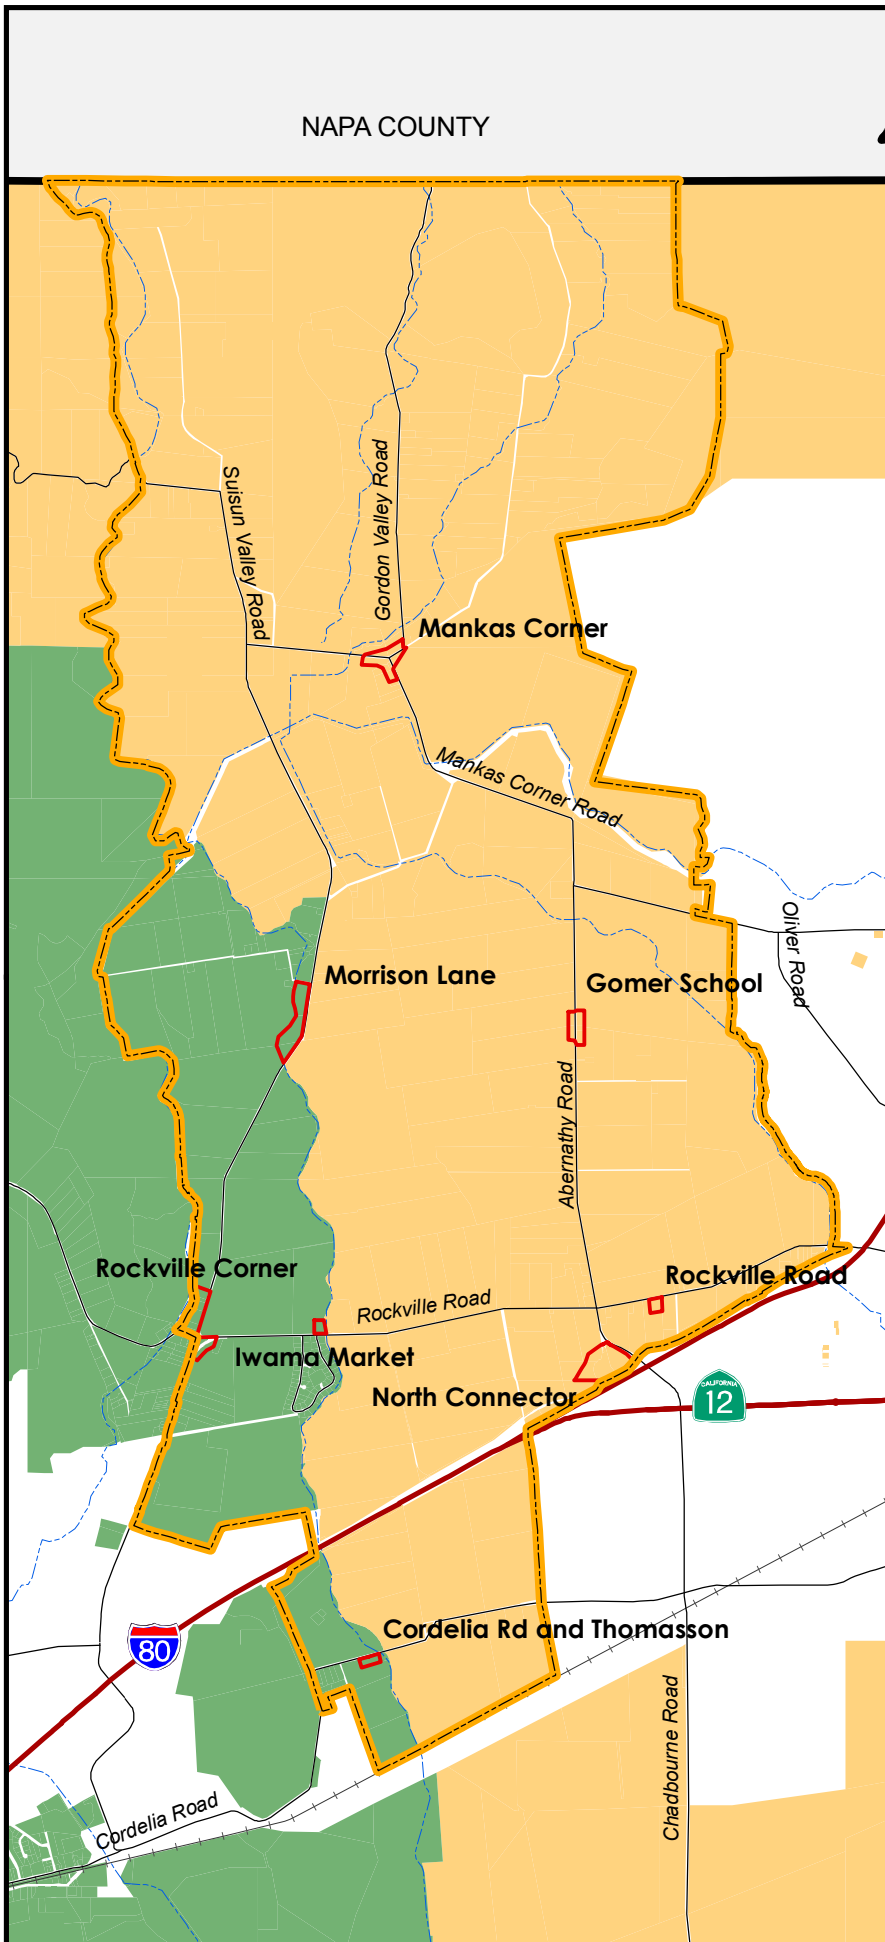 NAPA COUNTY
Suisun Valley Road
Gordon Valley Road
Mankas Corner
Mankas Corner Road
Oliver Road
Morrison Lane
Gomer School
Abernathy Road
Rockville Corner
Rockville Road
Rockville Road
Iwama Market
North Connector
CALIFORNIA
12
Cordelia Rd and Thomasson
80
Chadbourne Road
Cordelia Road